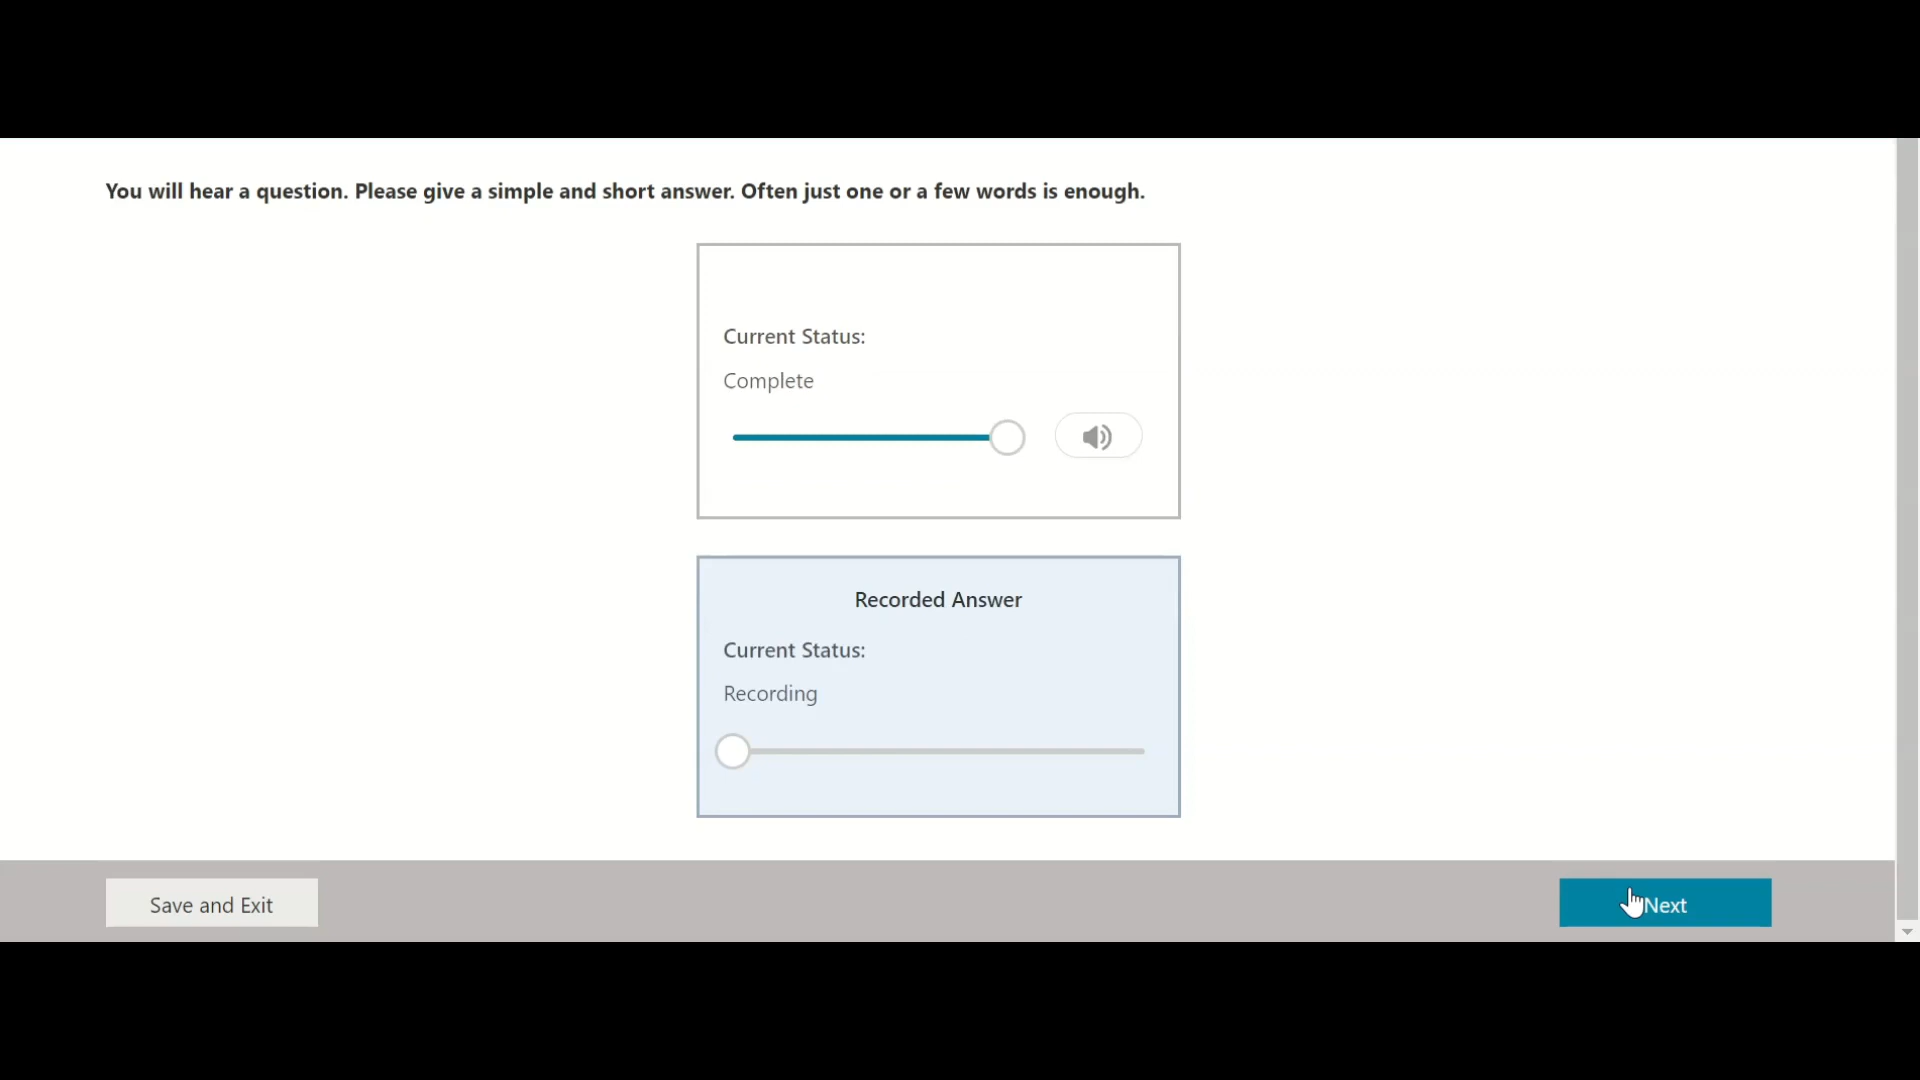 You will hear a question. Please give a simple and short answer. Often just one or a few words is enough.
Current Status:
Complete
Recorded Answer
Current Status:
Recording
Save and Exit
Next